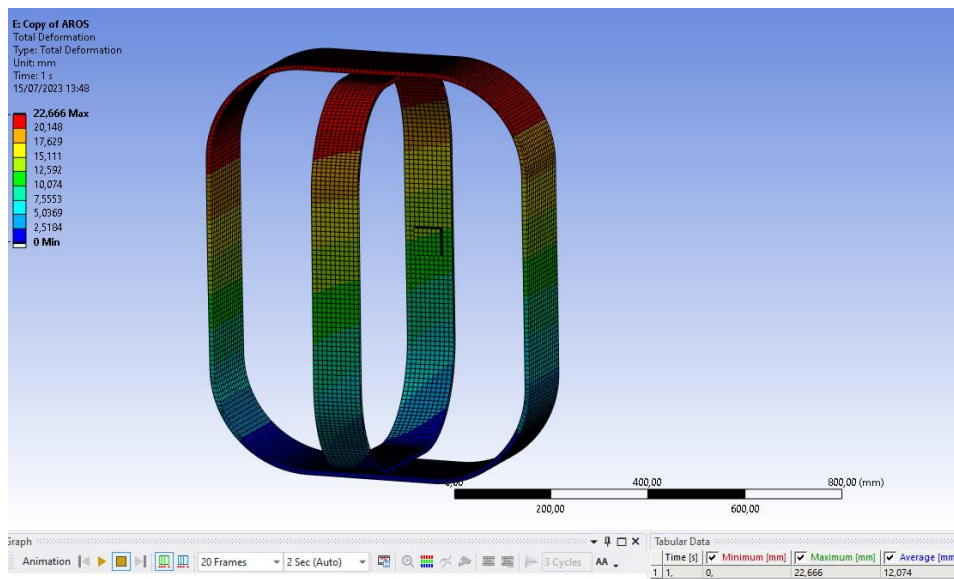 E: Copy of AROS
Total Deformation
Type: Total Deformation
Unit: mm
Time: 1 s
15/07/2023 13:48
22,666 Max
20,148
17,629
15,111
12,592
10,074
7,5553
5,0369
2,5184
0 Min
0,00 400,00 800,00 (mm)
200,00 600,00
Graph Tabular Data
Animation 20 Frames 2 Sec (Auto) 3 Cycles AA
Time [s] Minimum [mm] Maximum [mm] Average [mm
1 1, 0, 22,666 12,074